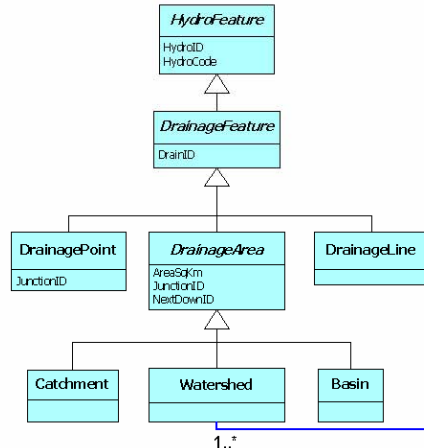 HydroFeature
HydroID
HydroCode
DrainageFeature
DrainID
DrainagePoint
JunctionID
DrainageArea
AreaSqKm
JunctionID
NextDownID
DrainageLine
Catchment
Watershed
Basin
1..*